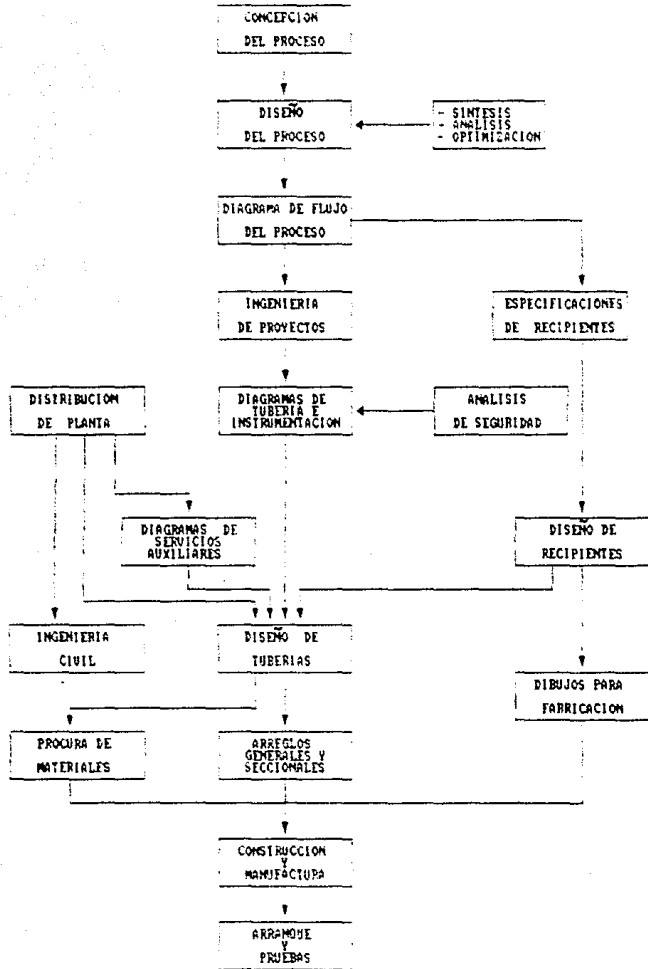 CONCEPCION
DEL PROCESO
DISEÑO
DEL PROCESO
- SINTESIS
- ANALISIS
- OPTIMIZACION
DIAGRAMA DE FLUJO
DEL PROCESO
INGENIERIA
DE PROYECTOS
ESPECIFICACIONES
DE RECIPIENTES
DISTRIBUCION
DE PLANTA
DIAGRAMAS DE
TUBERIA E
INSTRUMENTACION
ANALISIS
DE SEGURIDAD
DIAGRAMAS DE
SERVICIOS
AUXILIARES
DISEÑO DE
RECIPIENTES
INGENIERIA
CIVIL
DISEÑO DE
TUBERIAS
DIBUJOS PARA
FABRICACION
PROCURA DE
MATERIALES
ARREGLOS
GENERALES Y
SECCIONALES
CONSTRUCCION
Y
MANUFACTURA
ARRANQUE
Y
PRUEBAS